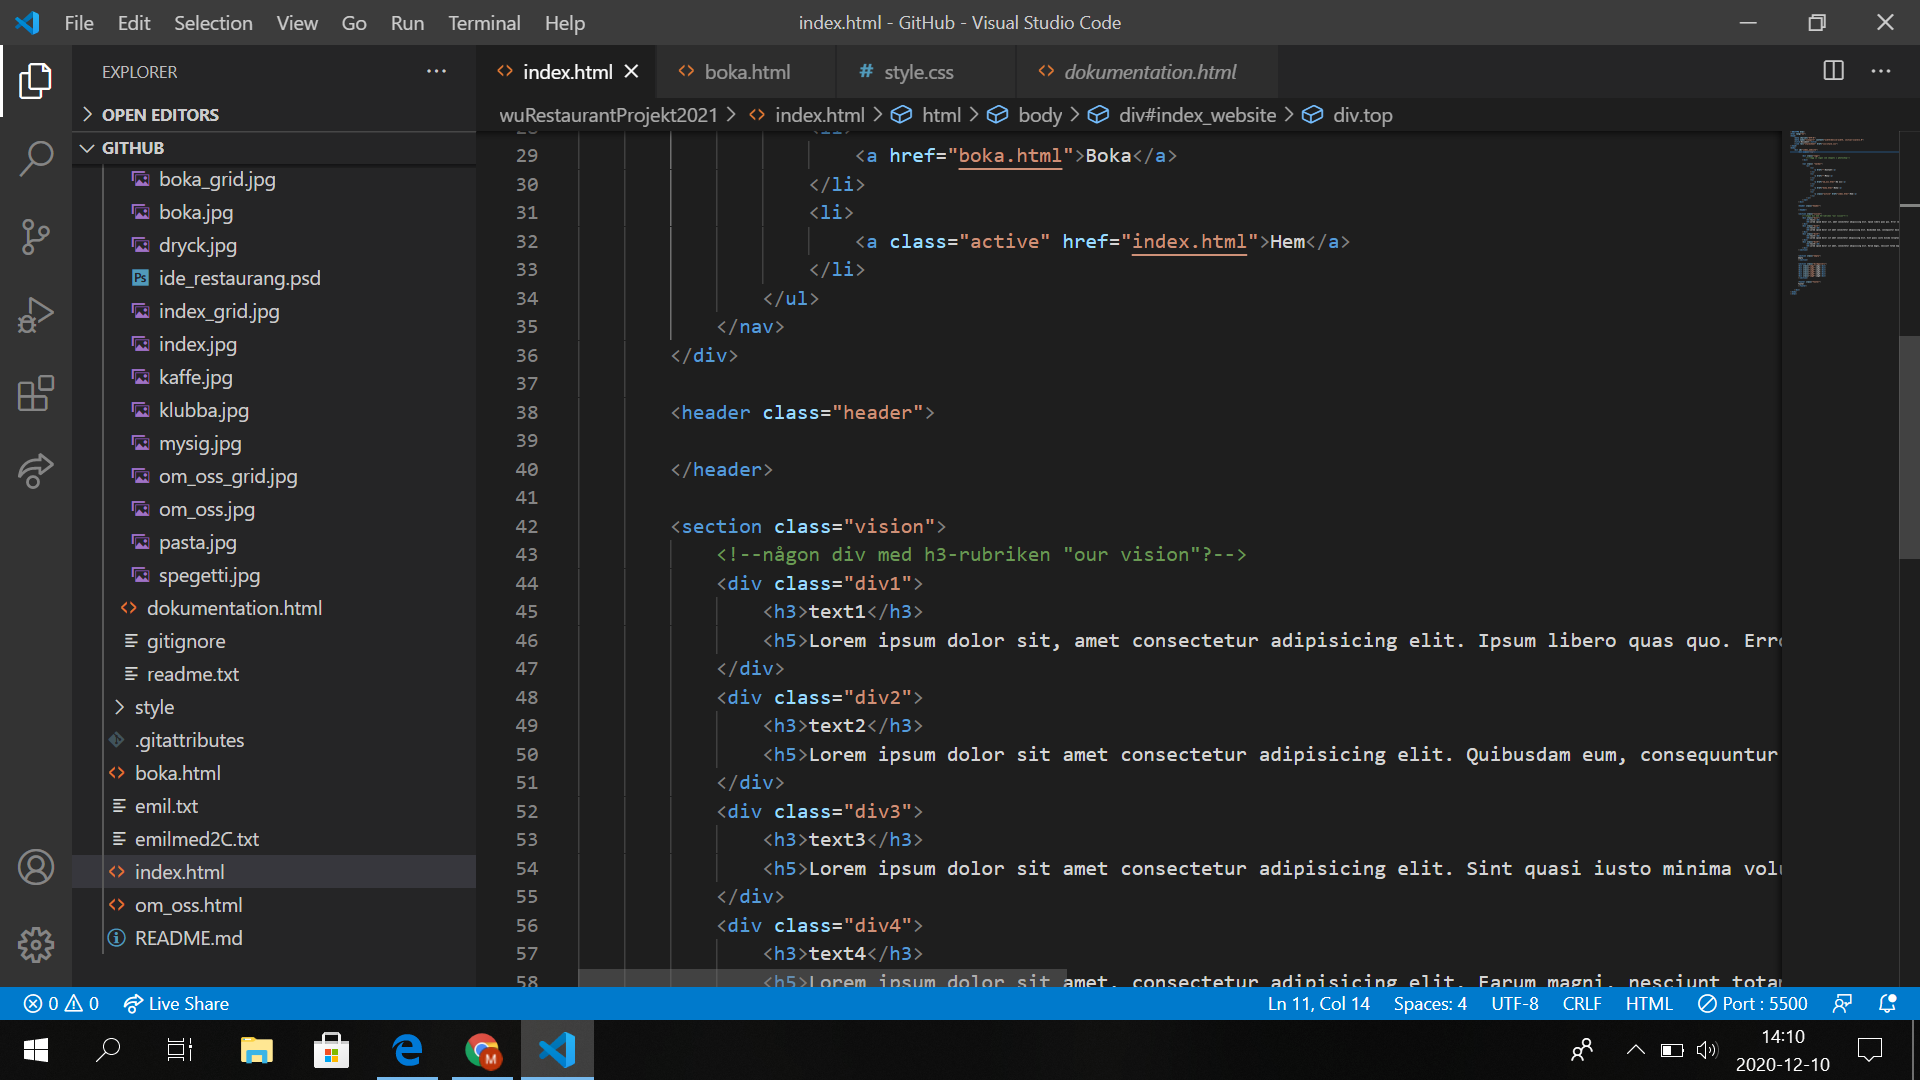 File Edit Selection View Go Run Terminal Help
index.html - GitHub - Visual Studio Code
EXPLORER
OPEN EDITORS
GITHUB
boka_grid.jpg
boka.jpg
dryck.jpg
Ps ide_restaurang.psd
index_grid.jpg
index.jpg
kaffe.jpg
klubba.jpg
mysig.jpg
om_oss_grid.jpg
om_oss.jpg
pasta.jpg
spegetti.jpg
dokumentation.html
gitignore
readme.txt
style
.gitattributes
boka.html
emil.txt
emilmed2C.txt
index.html
om_oss.html
README.md
index.html boka.html # style.css dokumentation.html
wuRestaurantProjekt2021 > index.html > html > body > div#index_website > div.top
28 <li>
29 <a href="boka.html">Boka</a>
30 </li>
31 <li>
32 <a class="active" href="index.html">Hem</a>
33 </li>
34 </ul>
35 </nav>
36 </div>
37
38 <header class="header">
39
40 </header>
41
42 <section class="vision">
43 <!--någon div med h3-rubriken "our vision"?-->
44 <div class="div1">
45 <h3>text1</h3>
46 <h5>Lorem ipsum dolor sit, amet consectetur adipisicing elit. Ipsum libero quas quo. Erro
47 </div>
48 <div class="div2">
49 <h3>text2</h3>
50 <h5>Lorem ipsum dolor sit amet consectetur adipisicing elit. Quibusdam eum, consequuntur
51 </div>
52 <div class="div3">
53 <h3>text3</h3>
54 <h5>Lorem ipsum dolor sit amet consectetur adipisicing elit. Sint quasi iusto minima vol
55 </div>
56 <div class="div4">
57 <h3>text4</h3>
58 <h5>Lorem ipsum dolor sit amet, consectetur adipisicing elit. Earum magni, nesciunt tota
0 0 Live Share Ln 11, Col 14 Spaces: 4 UTF-8 CRLF HTML Port : 5500
M
14:10
2020-12-10